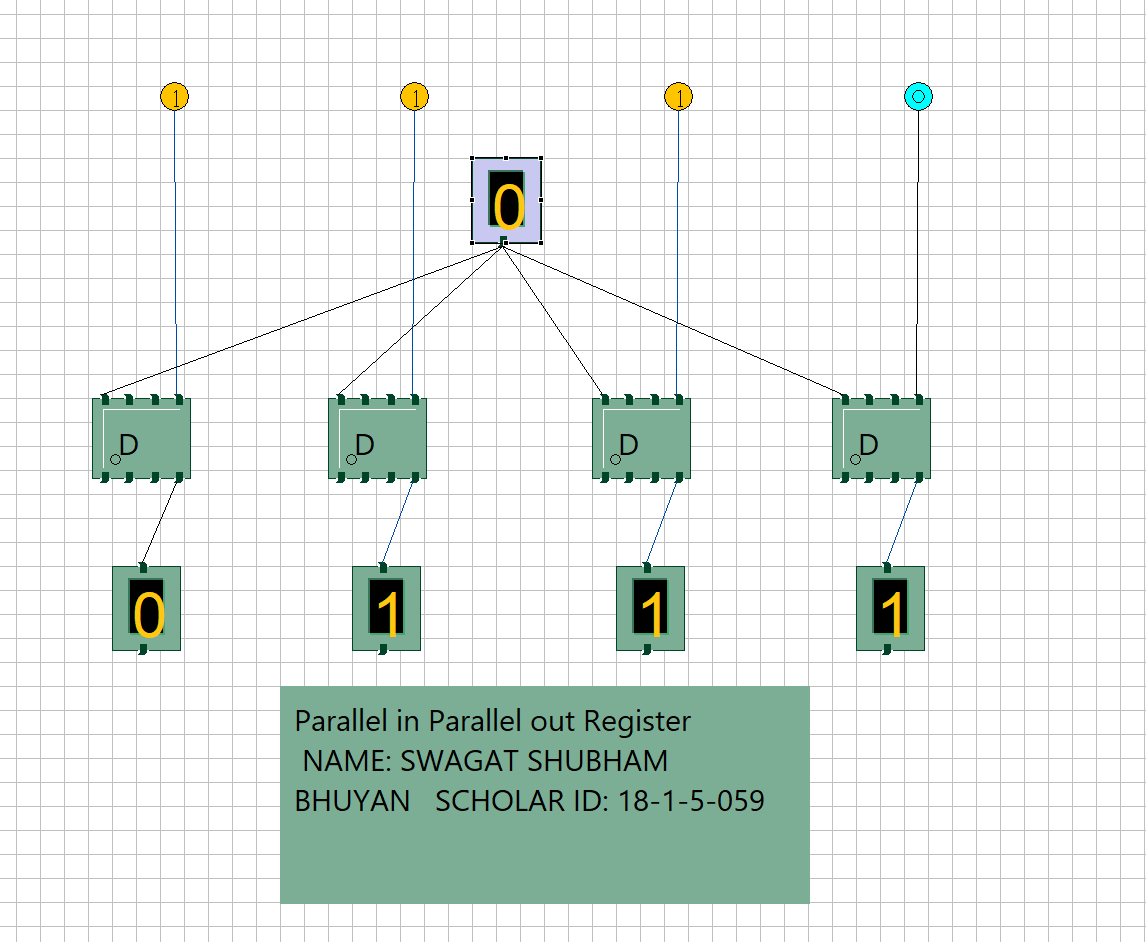 1 1 1 0
0
D D D D
0 1 1 1
Parallel in Parallel out Register
NAME: SWAGAT SHUBHAM
BHUYAN SCHOLAR ID: 18-1-5-059